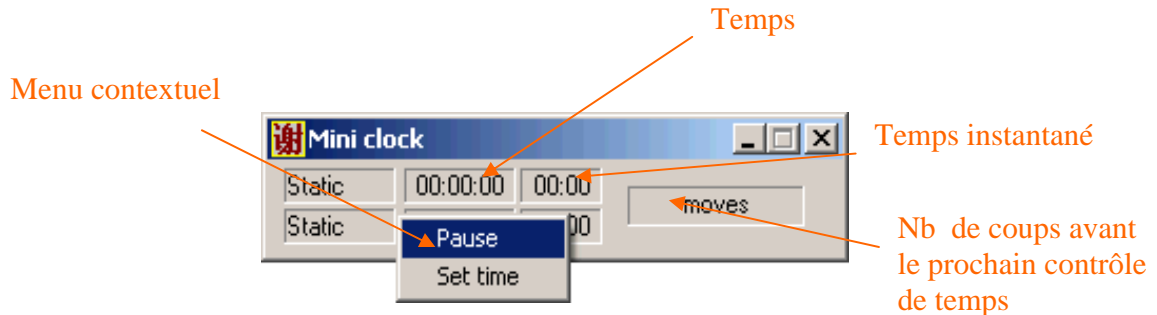 Temps
Menu contextuel
谢 Mini clock
Temps instantané
Static 00:00:00 00:00 moves
Static 00
Pause
Set time
Nb de coups avant
le prochain contrôle
de temps